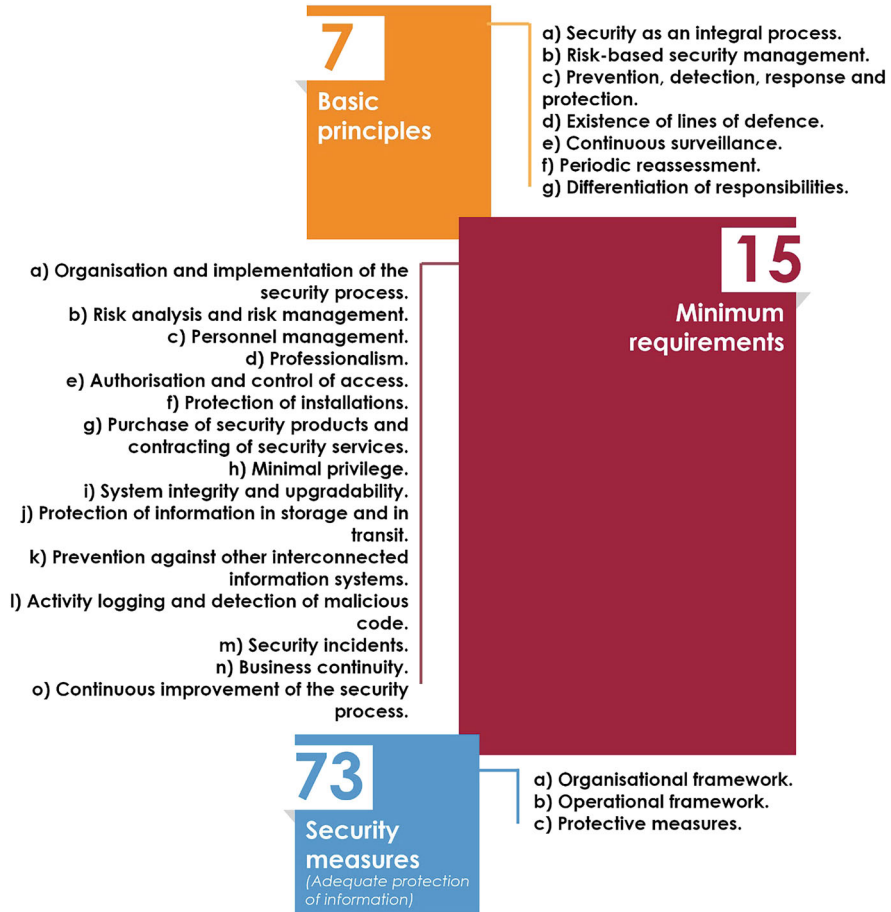 7
Basic
principles
a) Security as an integral process.
b) Risk-based security management.
c) Prevention, detection, response and
protection.
d) Existence of lines of defence.
e) Continuous surveillance.
f) Periodic reassessment.
g) Differentiation of responsibilities.
15
Minimum
requirements
a) Organisation and implementation of the
security process.
b) Risk analysis and risk management.
c) Personnel management.
d) Professionalism.
e) Authorisation and control of access.
f) Protection of installations.
g) Purchase of security products and
contracting of security services.
h) Minimal privilege.
i) System integrity and upgradability.
j) Protection of information in storage and in
transit.
k) Prevention against other interconnected
information systems.
l) Activity logging and detection of malicious
code.
m) Security incidents.
n) Business continuity.
o) Continuous improvement of the security
process.
73
Security
measures
(Adequate protection
of information)
a) Organisational framework.
b) Operational framework.
c) Protective measures.